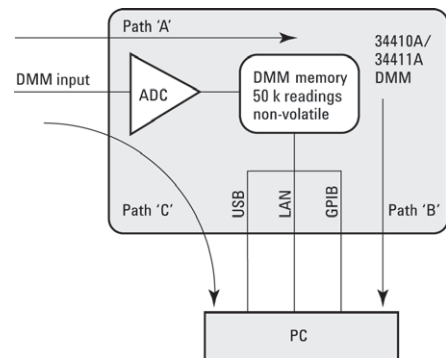 Path 'A'
34410A/
34411A
DMM
DMM input
ADC
DMM memory
50 k readings
non-volatile
USB
LAN
GPIB
Path 'C'
Path 'B'
PC